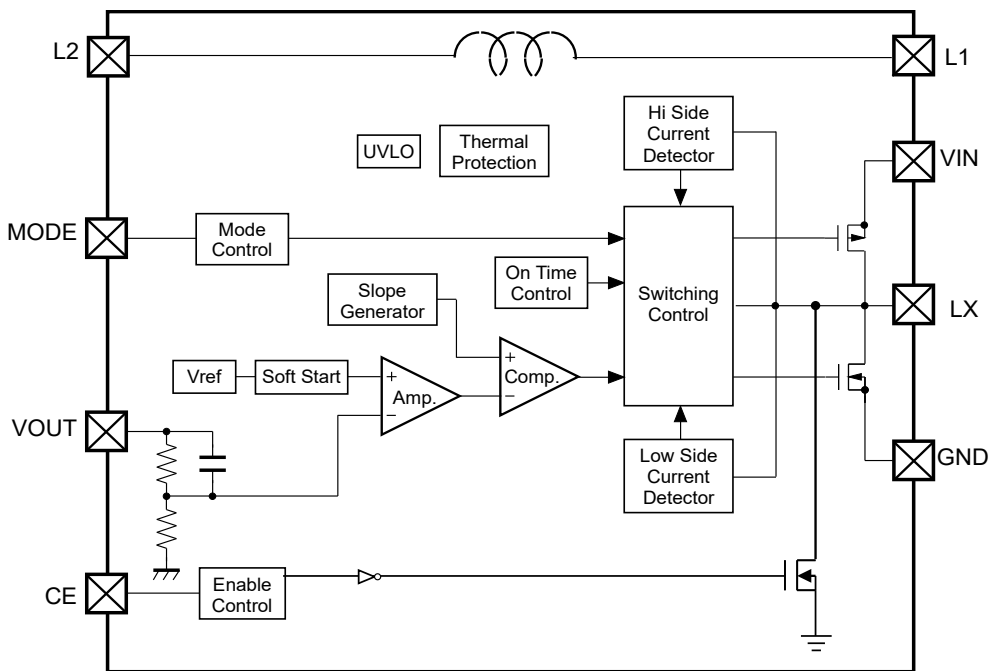 L2
L1
Hi Side
Current
Detector
UVLO
Thermal
Protection
VIN
MODE
Mode
Control
On Time
Control
Switching
Control
Slope
Generator
LX
Vref
Soft Start
+
Amp.
−
+
Comp.
−
VOUT
Low Side
Current
Detector
GND
CE
Enable
Control